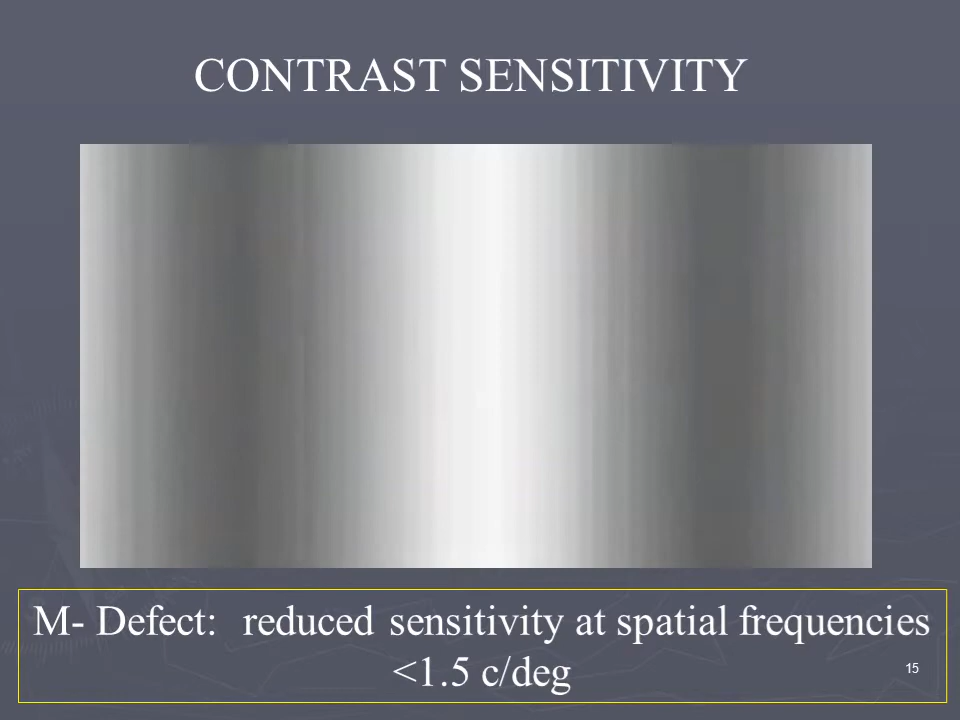 CONTRAST SENSITIVITY
M- Defect: reduced sensitivity at spatial frequencies
<1.5 c/deg
15